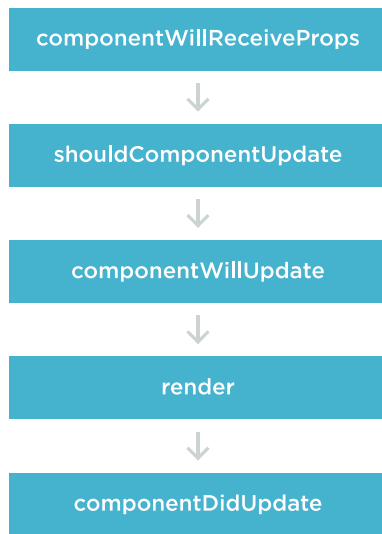 componentWillReceiveProps
shouldComponentUpdate
componentWillUpdate
render
componentDidUpdate